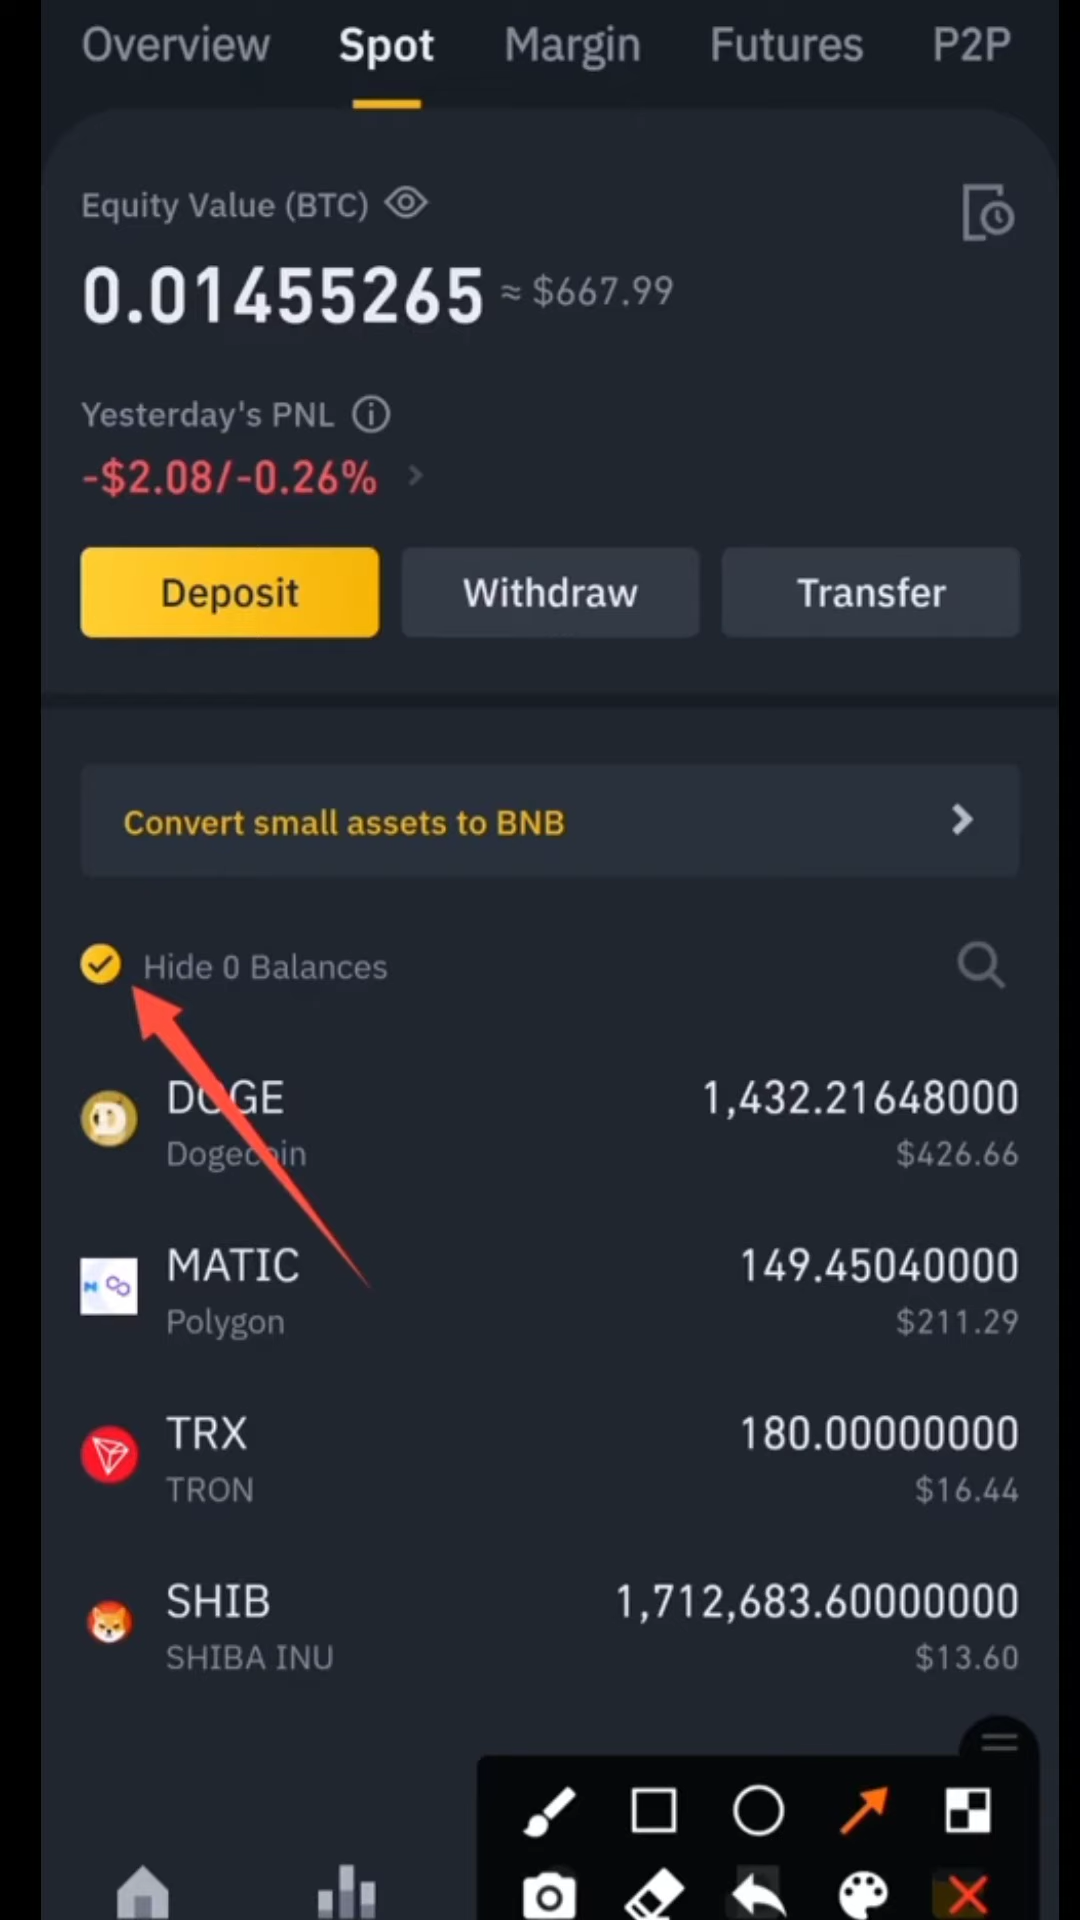 Overview Spot Margin Futures P2P
Equity Value (BTC)
0.01455265 ≈ $667.99
Yesterday's PNL
-$2.08/-0.26%
Deposit Withdraw Transfer
Convert small assets to BNB
Hide 0 Balances
DOGE 1,432.21648000
Dogecoin $426.66
MATIC 149.45040000
Polygon $211.29
TRX 180.00000000
TRON $16.44
SHIB 1,712,683.60000000
SHIBA INU $13.60